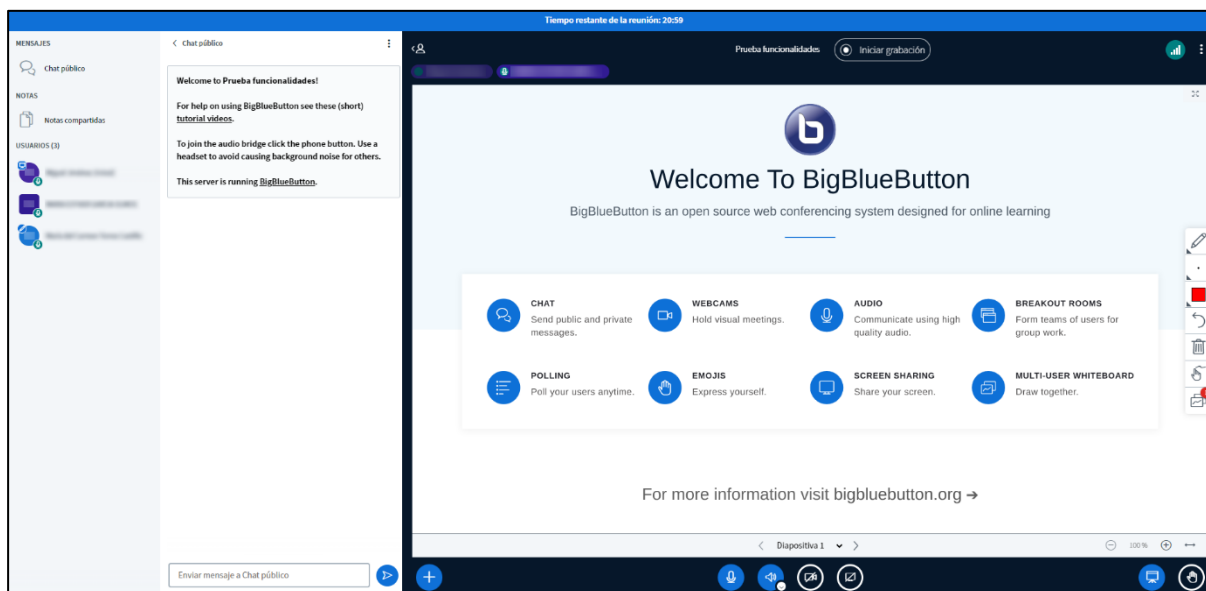 Tiempo restante de la reunión: 20:59
MENSAJES
Chat público
NOTAS
Notas compartidas
USUARIOS (3)
Chat público
Welcome to Prueba funcionalidades!
For help on using BigBlueButton see these (short)
tutorial videos.
To join the audio bridge click the phone button. Use a
headset to avoid causing background noise for others.
This server is running BigBlueButton.
Enviar mensaje a Chat público
Prueba funcionalidades
Iniciar grabación
b
Welcome To BigBlueButton
BigBlueButton is an open source web conferencing system designed for online learning
CHAT
Send public and private
messages.
WEBCAMS
Hold visual meetings.
AUDIO
Communicate using high
quality audio.
BREAKOUT ROOMS
Form teams of users for
group work.
POLLING
Poll your users anytime.
EMOJIS
Express yourself.
SCREEN SHARING
Share your screen.
MULTI-USER WHITEBOARD
Draw together.
For more information visit bigbluebutton.org →
Diapositiva 1
100%